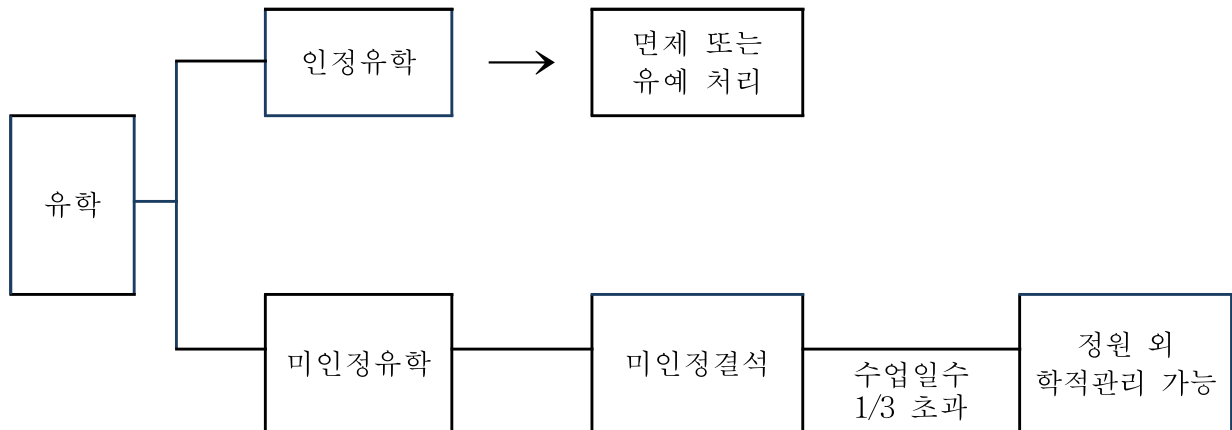 인정유학
면제 또는
유예 처리
유학
미인정유학
미인정결석
수업일수
1/3 초과
정원 외
학적관리 가능